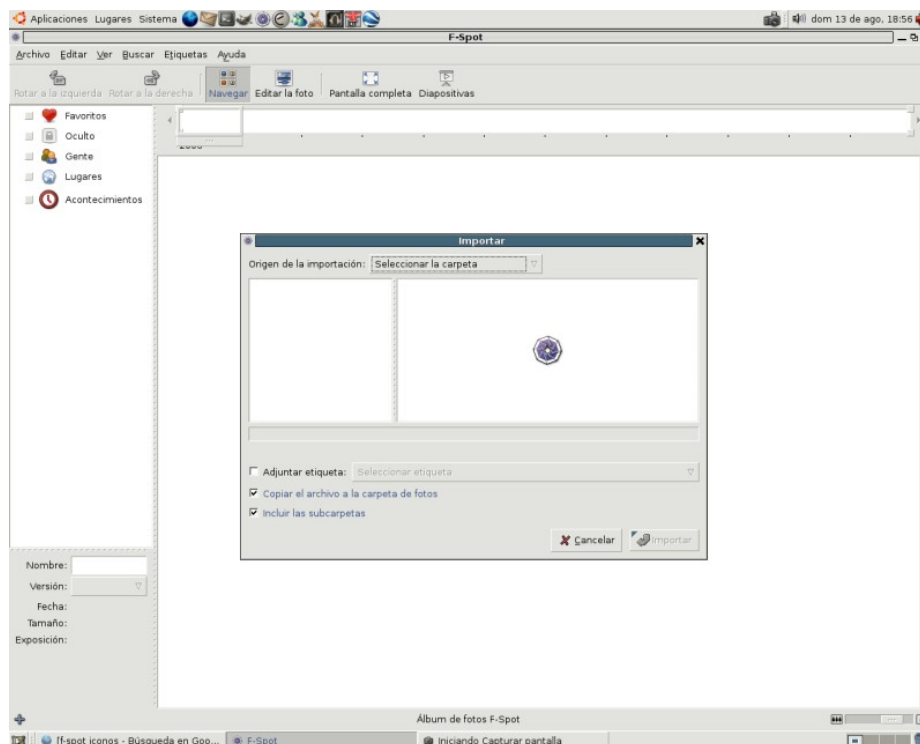 Aplicaciones Lugares Sistema dom 13 de ago, 18:56
F-Spot
Archivo Editar Ver Buscar Etiquetas Ayuda
Rotar a la izquierda Rotar a la derecha Navegar Editar la foto Pantalla completa Diapositivas
Favoritos
Oculto
Gente
Lugares
Acontecimientos
Importar
Origen de la importación: Seleccionar la carpeta
Adjuntar etiqueta: Seleccionar etiqueta
Copiar el archivo a la carpeta de fotos
Incluir las subcarpetas
Cancelar Importar
Nombre:
Versión:
Fecha:
Tamaño:
Exposición:
Álbum de fotos F-Spot
[f-spot iconos - Búsqueda en Goo... F-Spot Iniciando Capturar pantalla